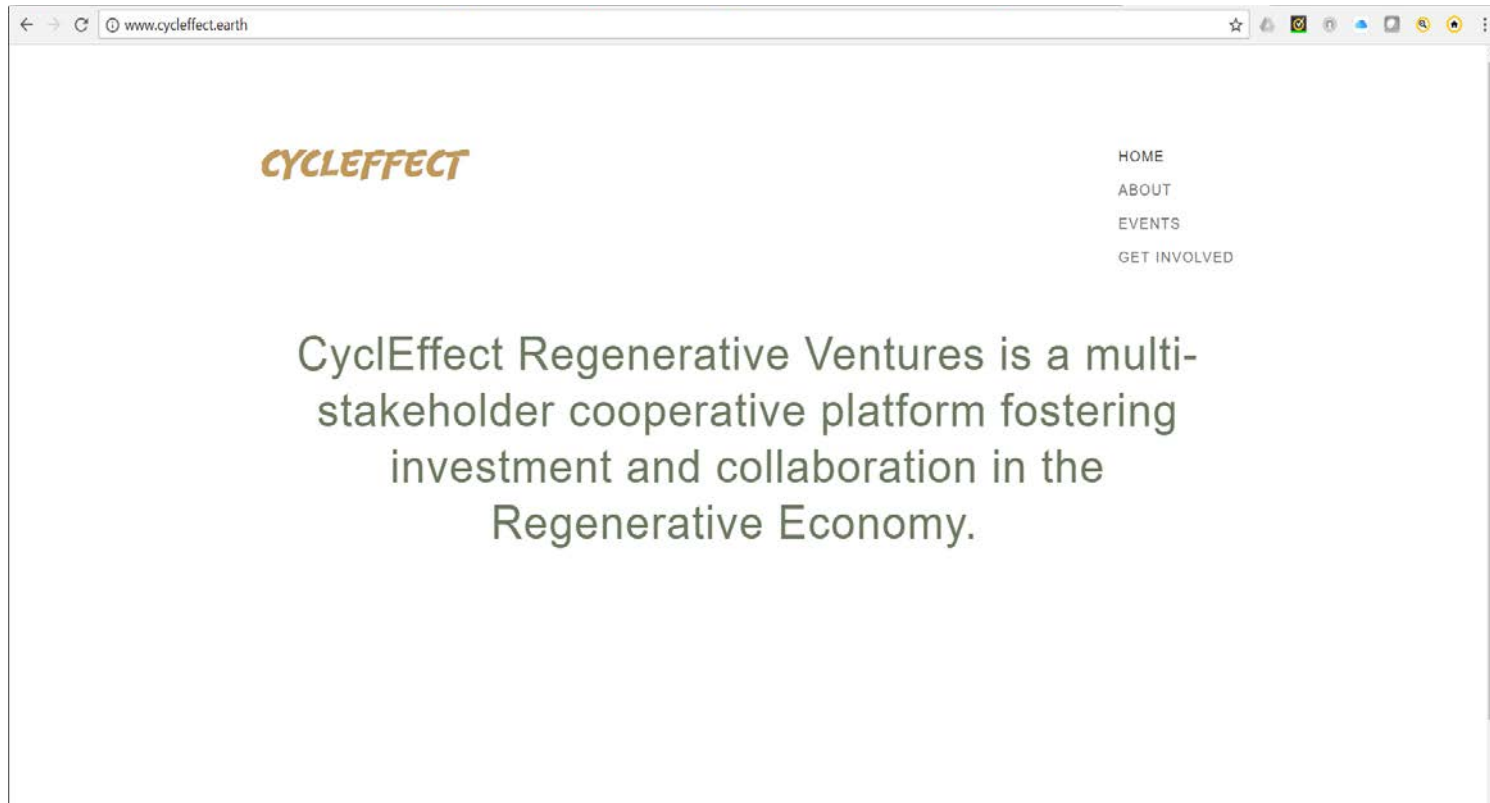 www.cycleffect.earth
CYCLEFFECT
HOME
ABOUT
EVENTS
GET INVOLVED
CyclEffect Regenerative Ventures is a multi-
stakeholder cooperative platform fostering
investment and collaboration in the
Regenerative Economy.